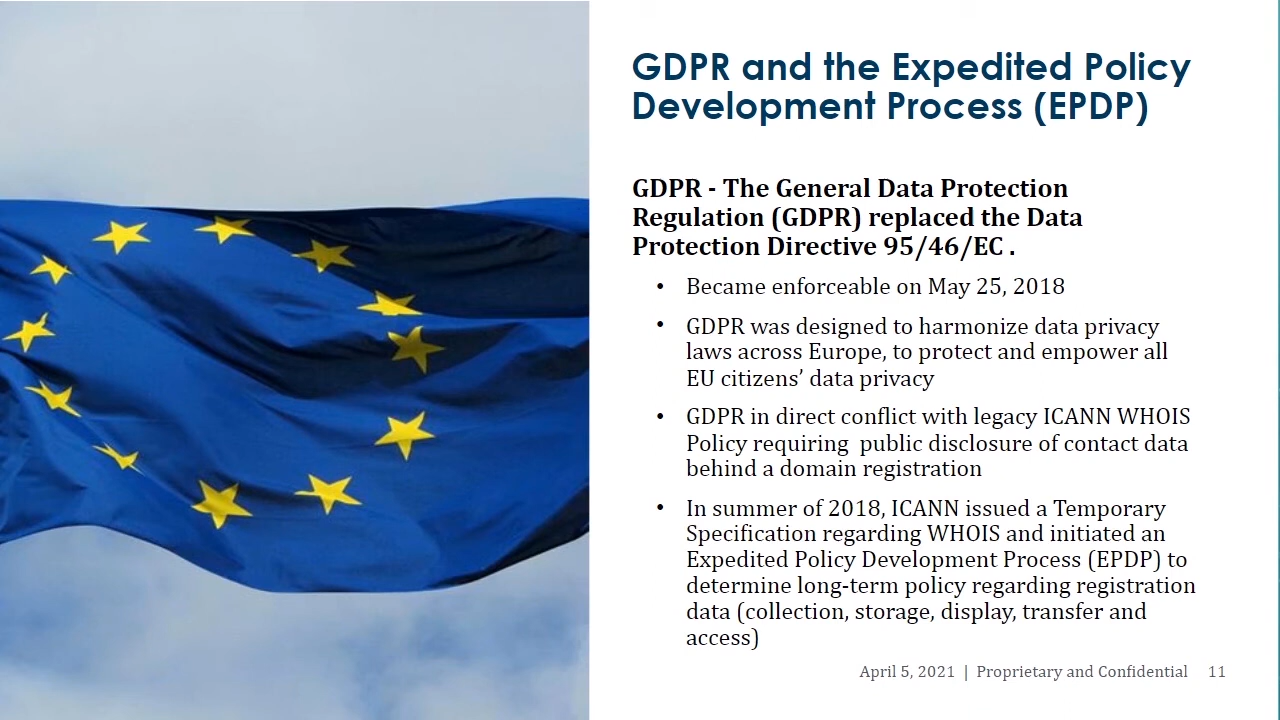 GDPR and the Expedited Policy
Development Process (EPDP)
GDPR - The General Data Protection
Regulation (GDPR) replaced the Data
Protection Directive 95/46/EC .
• Became enforceable on May 25, 2018
• GDPR was designed to harmonize data privacy
laws across Europe, to protect and empower all
EU citizens’ data privacy
• GDPR in direct conflict with legacy ICANN WHOIS
Policy requiring  public disclosure of contact data
behind a domain registration
• In summer of 2018, ICANN issued a Temporary
Specification regarding WHOIS and initiated an
Expedited Policy Development Process (EPDP) to
determine long-term policy regarding registration
data (collection, storage, display, transfer and
access)
April 5, 2021 | Proprietary and Confidential 11